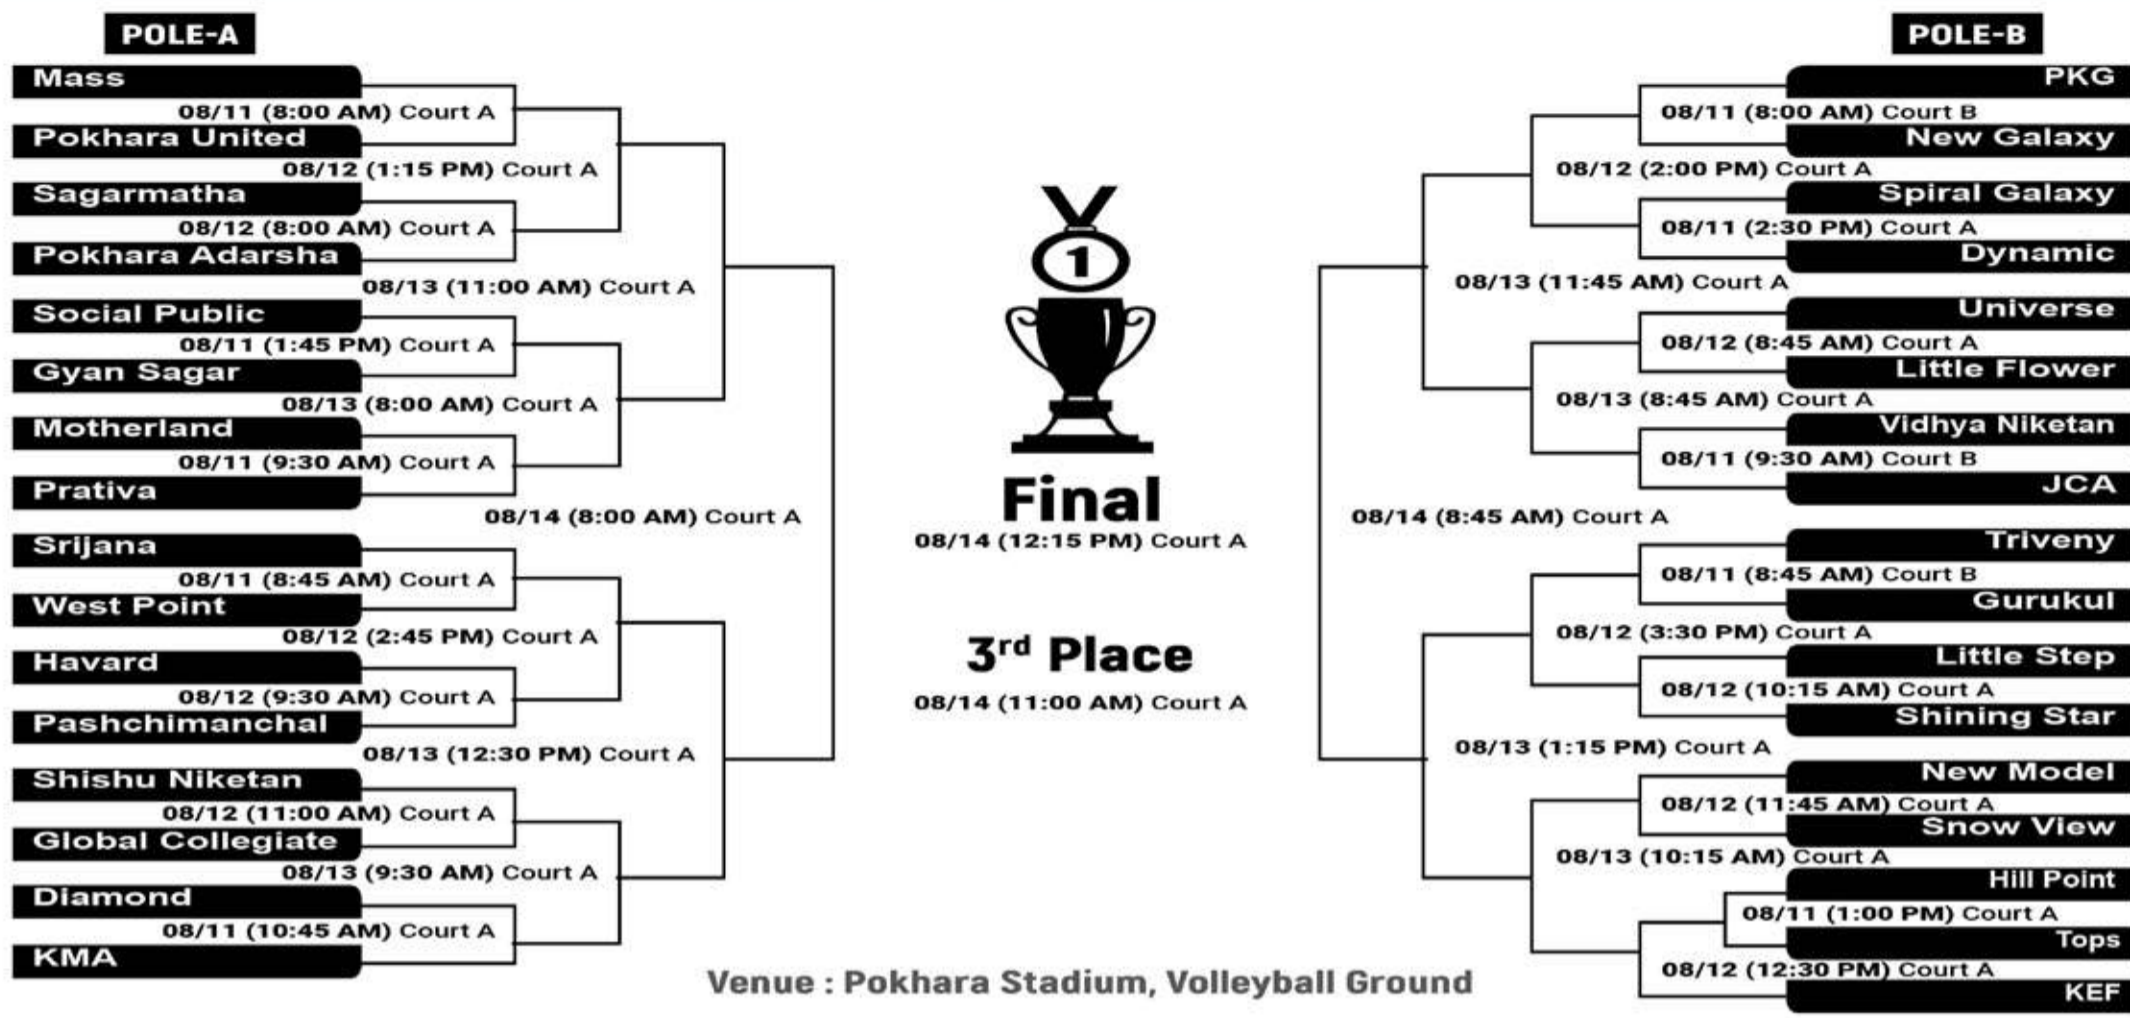 POLE-A
Mass
08/11 (8:00 AM) Court A
Pokhara United
08/12 (1:15 PM) Court A
Sagarmatha
08/12 (8:00 AM) Court A
Pokhara Adarsha
08/13 (11:00 AM) Court A
Social Public
08/11 (1:45 PM) Court A
Gyan Sagar
08/13 (8:00 AM) Court A
Motherland
08/11 (9:30 AM) Court A
Prativa
08/14 (8:00 AM) Court A
Srijana
08/11 (8:45 AM) Court A
West Point
08/12 (2:45 PM) Court A
Havard
08/12 (9:30 AM) Court A
Pashchimanchal
08/13 (12:30 PM) Court A
Shishu Niketan
08/12 (11:00 AM) Court A
Global Collegiate
08/13 (9:30 AM) Court A
Diamond
08/11 (10:45 AM) Court A
KMA
1
Final
08/14 (12:15 PM) Court A
3rd Place
08/14 (11:00 AM) Court A
POLE-B
PKG
08/11 (8:00 AM) Court B
New Galaxy
08/12 (2:00 PM) Court A
Spiral Galaxy
08/11 (2:30 PM) Court A
Dynamic
08/13 (11:45 AM) Court A
Universe
08/12 (8:45 AM) Court A
Little Flower
08/13 (8:45 AM) Court A
Vidhya Niketan
08/11 (9:30 AM) Court B
JCA
08/14 (8:45 AM) Court A
Triveny
08/11 (8:45 AM) Court B
Gurukul
08/12 (3:30 PM) Court A
Little Step
08/12 (10:15 AM) Court A
Shining Star
08/13 (1:15 PM) Court A
New Model
08/12 (11:45 AM) Court A
Snow View
08/13 (10:15 AM) Court A
Hill Point
08/11 (1:00 PM) Court A
Tops
08/12 (12:30 PM) Court A
KEF
Venue : Pokhara Stadium, Volleyball Ground